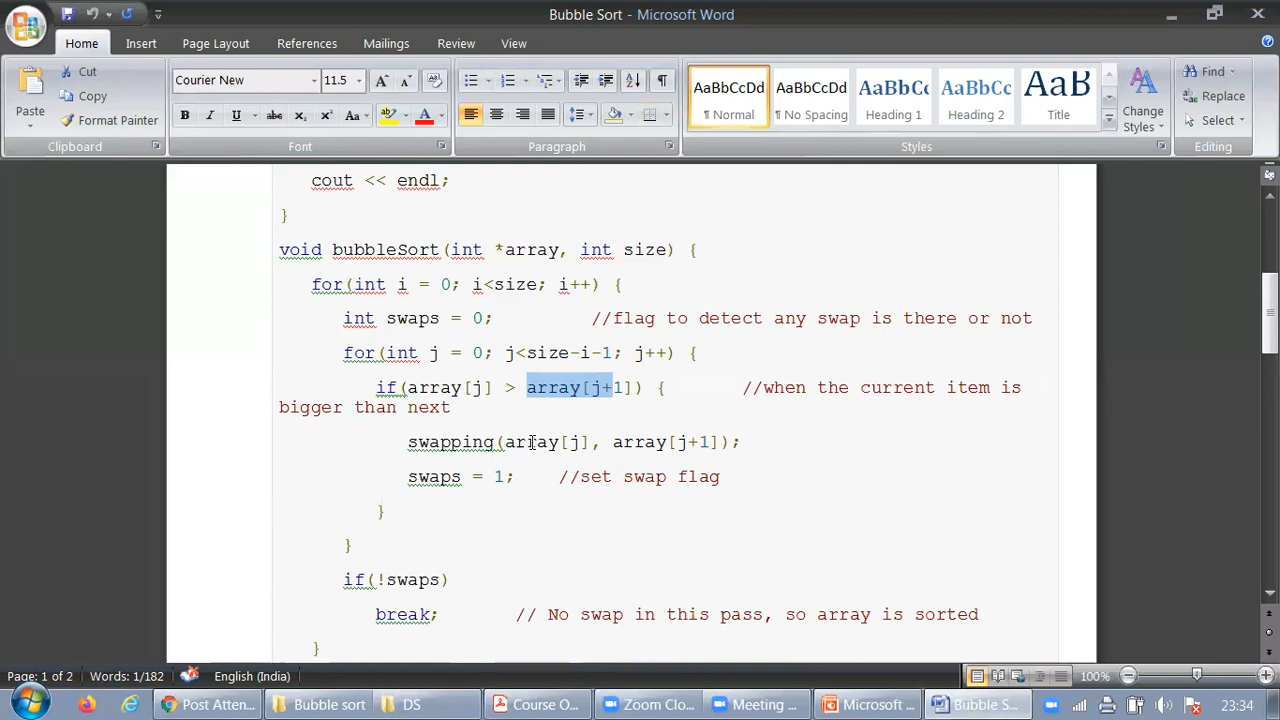 Bubble Sort - Microsoft Word
Home Insert Page Layout References Mailings Review View
Paste
Cut
Copy
Format Painter
Clipboard
Courier New 11.5
Font
Paragraph
AaBbCcDd AaBbCcDd AaBbCc AaBbCc AaB
¶ Normal ¶ No Spacing Heading 1 Heading 2 Title
Styles
Change Styles
Find
Replace
Select
Editing
cout << endl;
}
void bubbleSort(int *array, int size) {
for(int i = 0; i<size; i++) {
int swaps = 0; //flag to detect any swap is there or not
for(int j = 0; j<size-i-1; j++) {
if(array[j] > array[j+1]) { //when the current item is
bigger than next
swapping(array[j], array[j+1]);
swaps = 1; //set swap flag
}
}
if(!swaps)
break; // No swap in this pass, so array is sorted
}
Page: 1 of 2 Words: 1/182 English (India) 100%
Post Atten... Bubble sort DS Course O... Zoom Clo... Meeting ... Microsoft ... Bubble S... 23:34